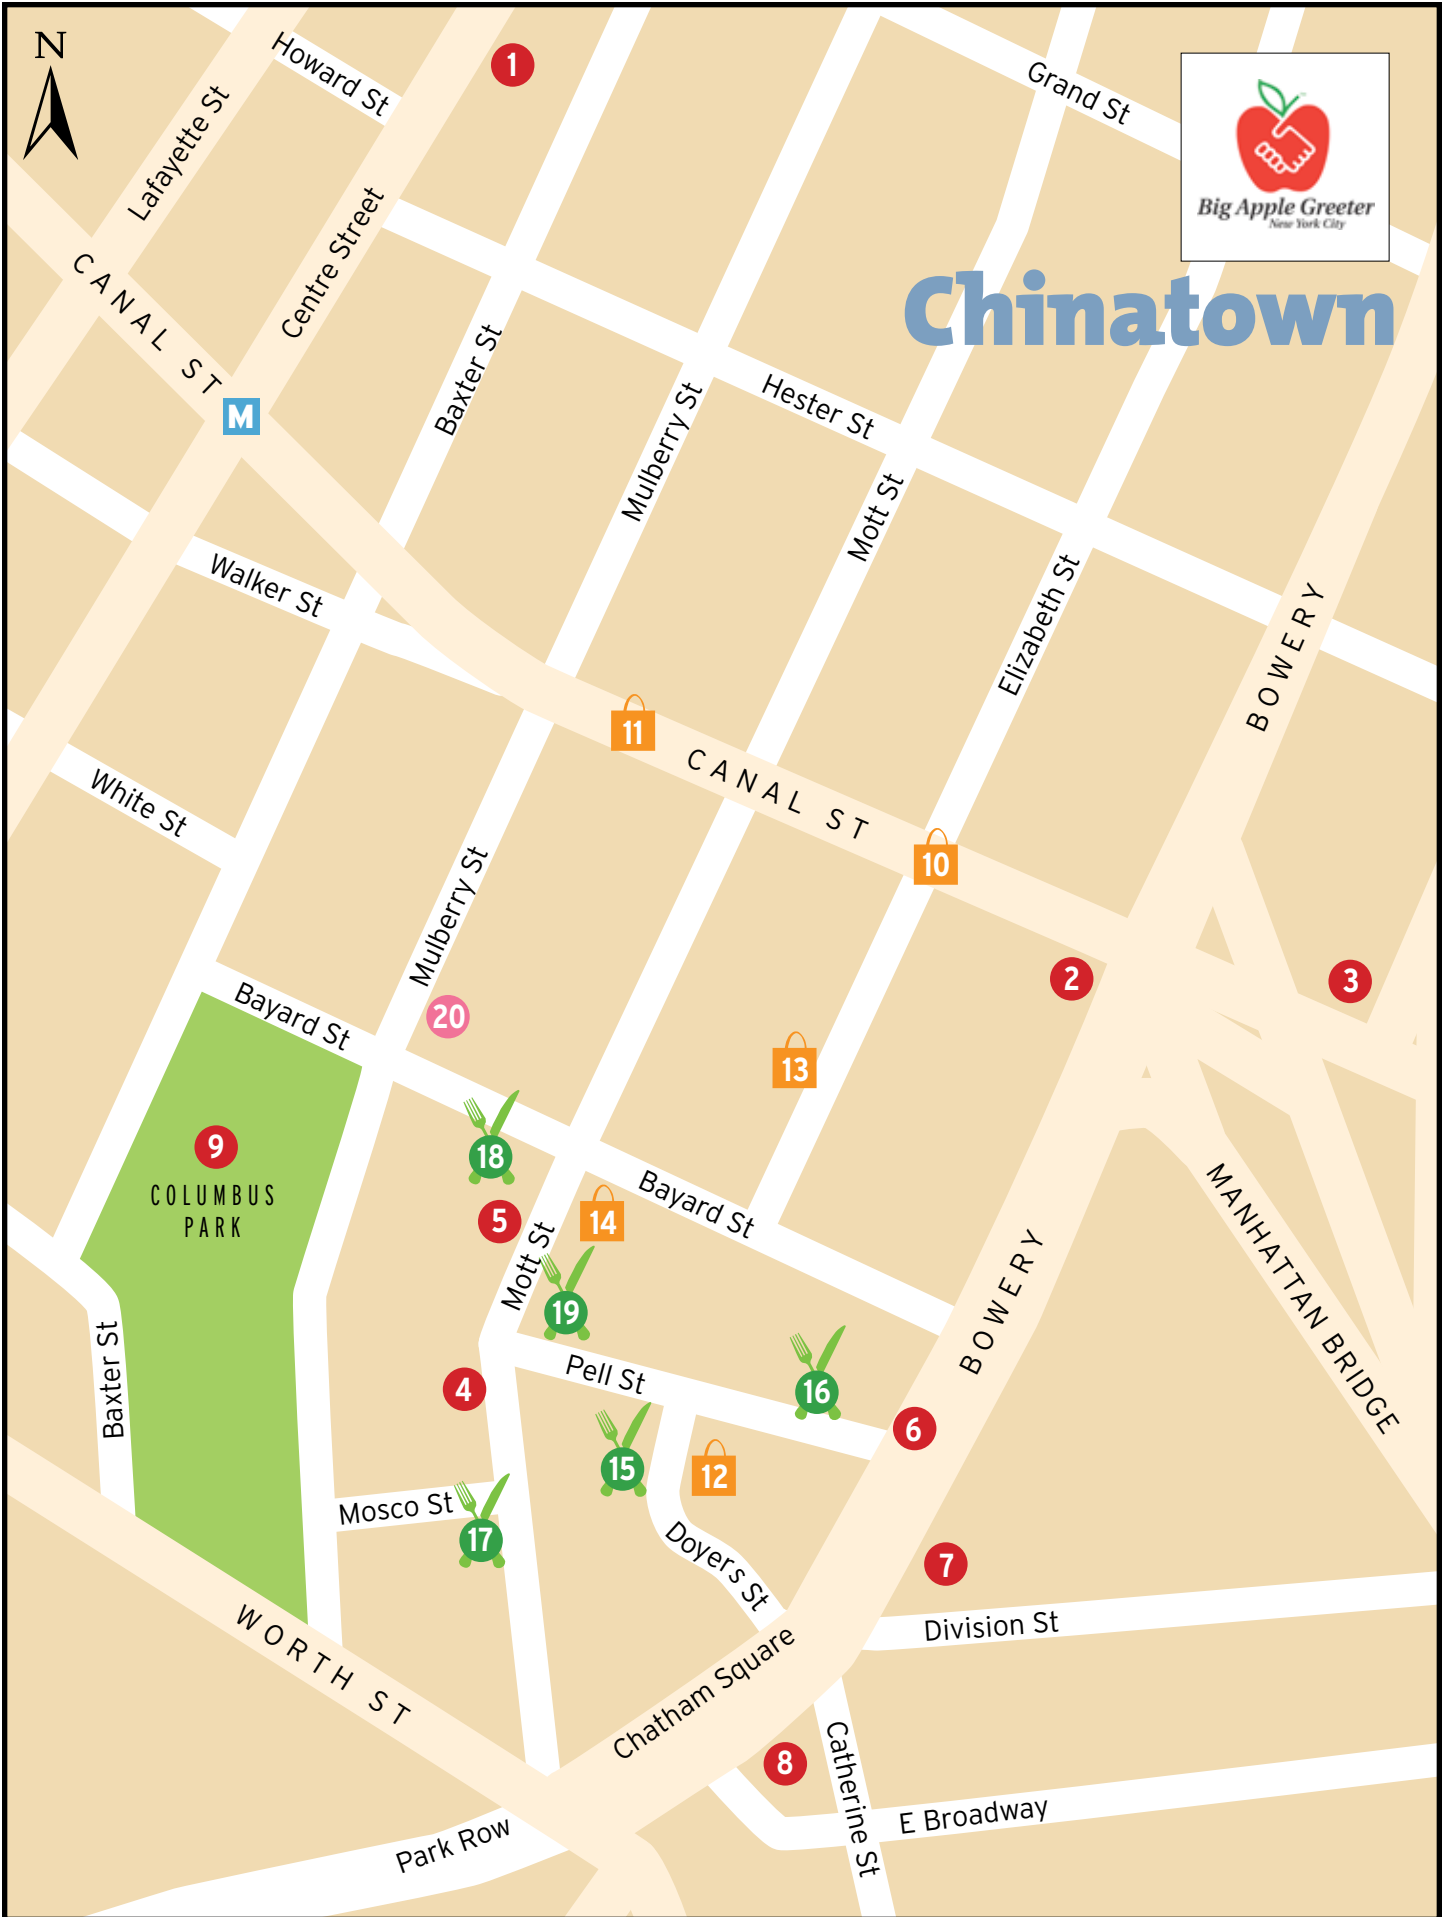 N
Howard St
1
Grand St
Lafayette St
Big Apple Greeter
New York City
Centre Street
CANAL ST
Chinatown
M
Baxter St
Mulberry St
Hester St
Mott St
Walker St
Elizabeth St
BOWERY
11
CANAL ST
White St
10
Mulberry St
2
3
Bayard St
20
13
9
COLUMBUS
PARK
18
5
14
Bayard St
Mott St
19
MANHATTAN BRIDGE
BOWERY
Baxter St
Pell St
4
16
6
15
12
Mosco St
17
Doyers St
7
WORTH ST
Division St
Chatham Square
8
Catherine St
E Broadway
Park Row